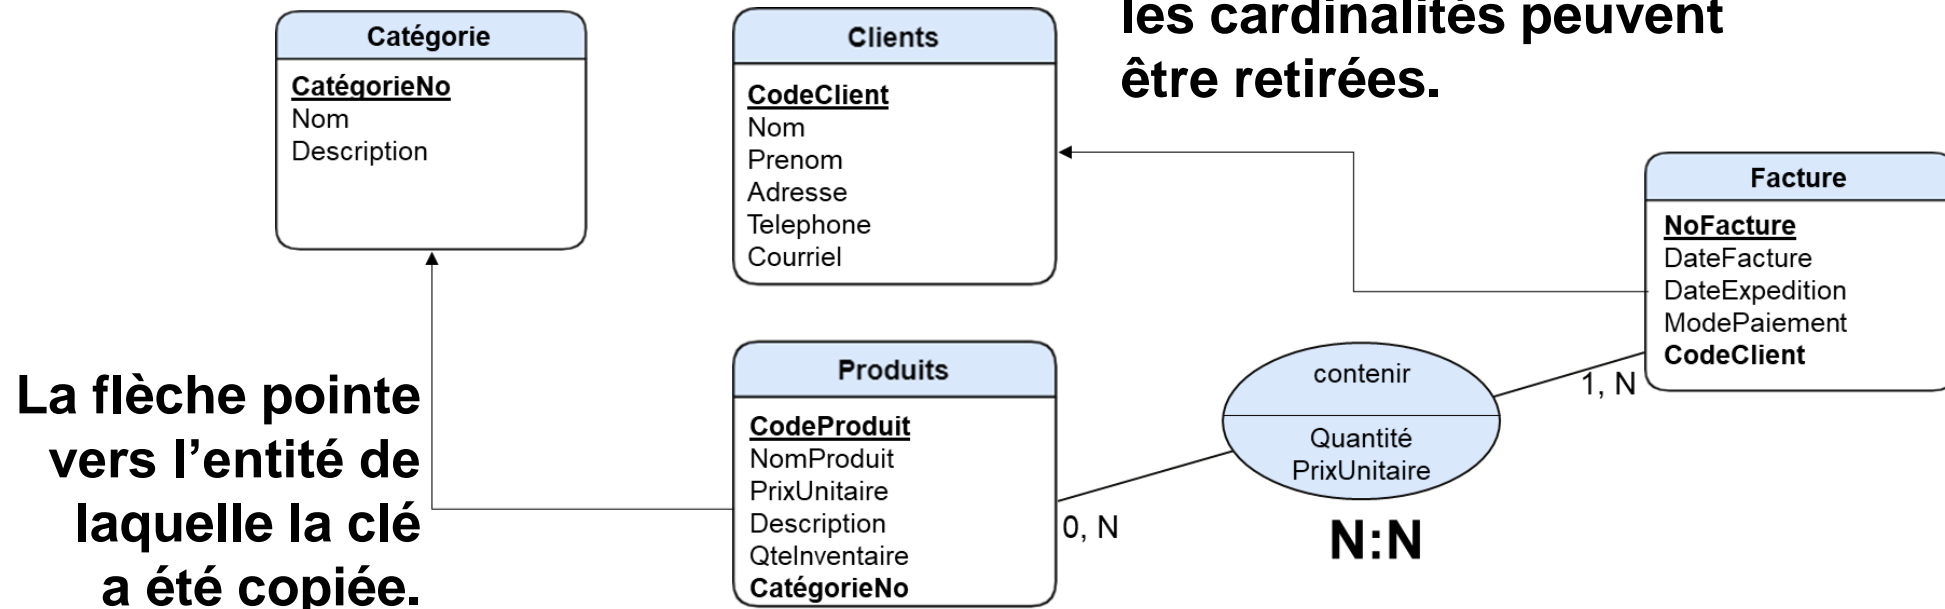 les cardinalités peuvent
être retirées.
Catégorie
CatégorieNo
Nom
Description
Clients
CodeClient
Nom
Prenom
Adresse
Telephone
Courriel
Facture
NoFacture
DateFacture
DateExpedition
ModePaiement
CodeClient
La flèche pointe
vers l’entité de
laquelle la clé
a été copiée.
Produits
CodeProduit
NomProduit
PrixUnitaire
Description
QteInventaire
CatégorieNo
0, N
contenir
Quantité
PrixUnitaire
1, N
N:N